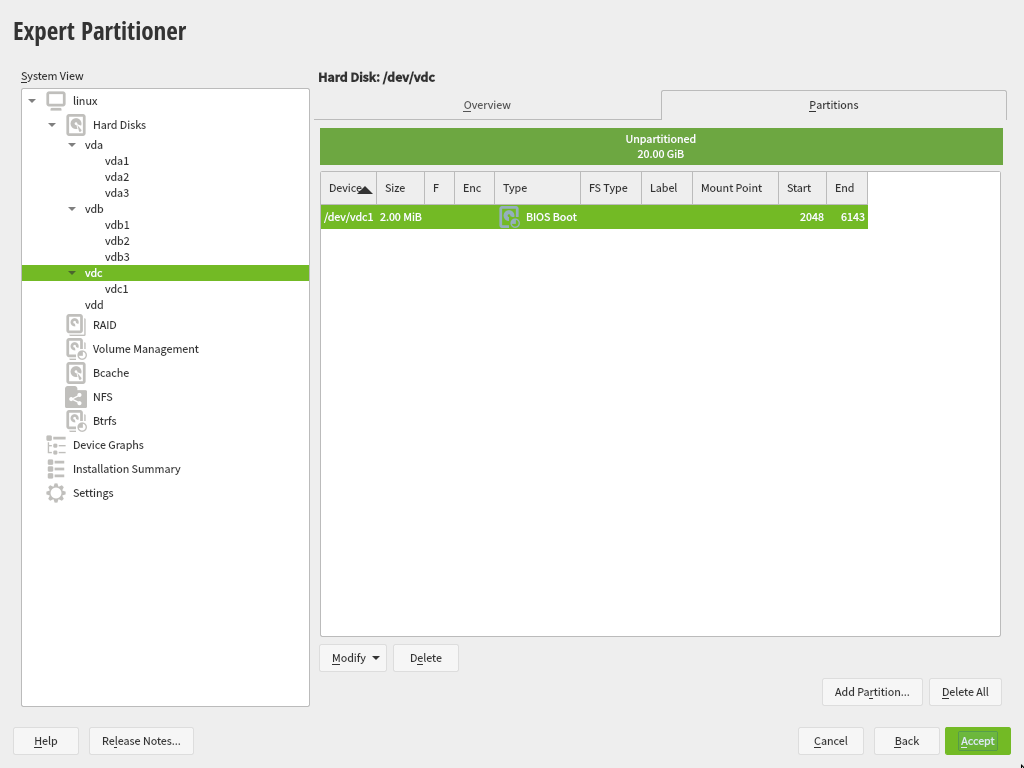 Expert Partitioner
System View
linux
Hard Disks
vda
vda1
vda2
vda3
vdb
vdb1
vdb2
vdb3
vdc
vdc1
vdd
RAID
Volume Management
Bcache
NFS
Btrfs
Device Graphs
Installation Summary
Settings
Hard Disk: /dev/vdc
Overview Partitions
Unpartitioned
20.00 GiB
Device Size F Enc Type FS Type Label Mount Point Start End
/dev/vdc1 2.00 MiB BIOS Boot 2048 6143
Modify Delete
Add Partition... Delete All
Help Release Notes... Cancel Back Accept